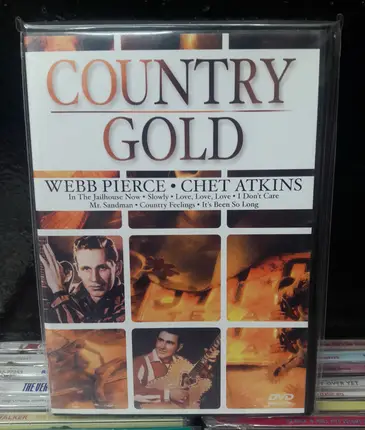 COUNTRY
GOLD
WEBB PIERCE • CHET ATKINS
In The Jailhouse Now • Slowly • Love, Love, Love • I Don't Care
Mr. Sandman • Country Feelings • It's Been So Long
DVD